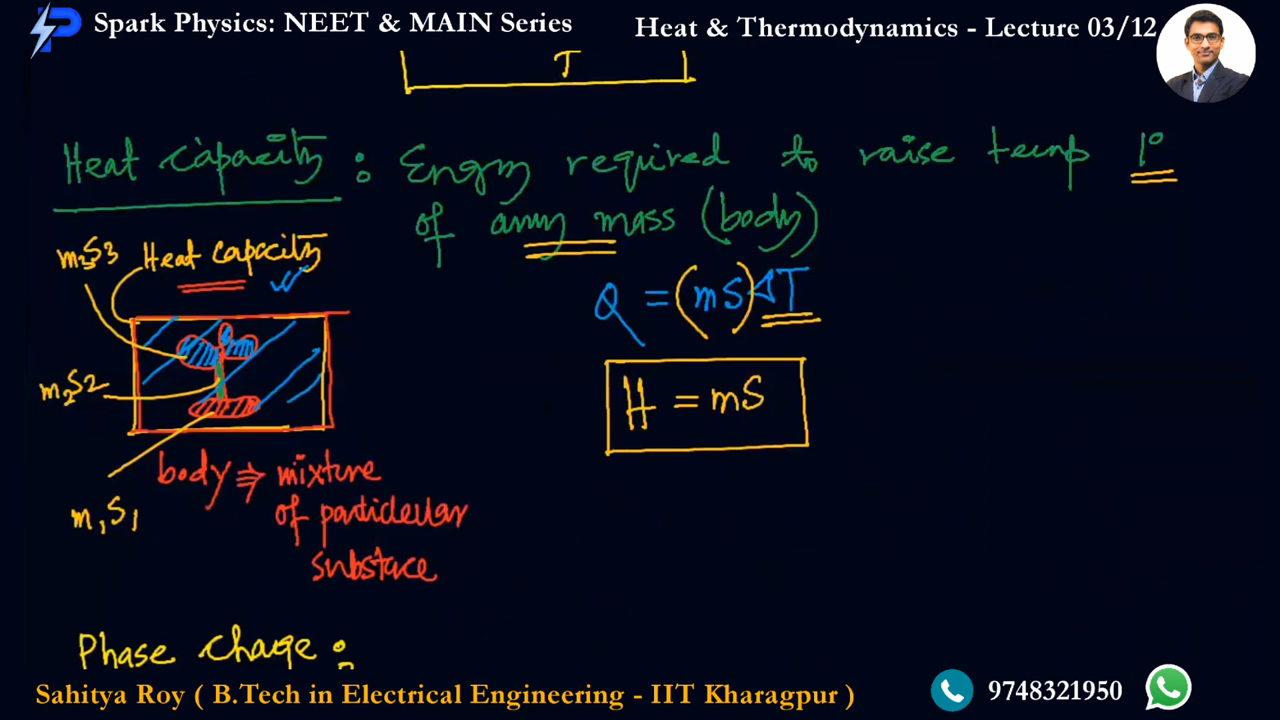 Spark Physics: NEET & MAIN Series
Heat & Thermodynamics - Lecture 03/12
T
Heat capacity : Energy required to raise temp 1°
of any mass (body)
m3S3 Heat capacity
Q = (mS)ΔT
m2S2
H = mS
body ⇒ mixture
of particular
substace
m1S1
Phase change :
Sahitya Roy ( B.Tech in Electrical Engineering - IIT Kharagpur )
9748321950